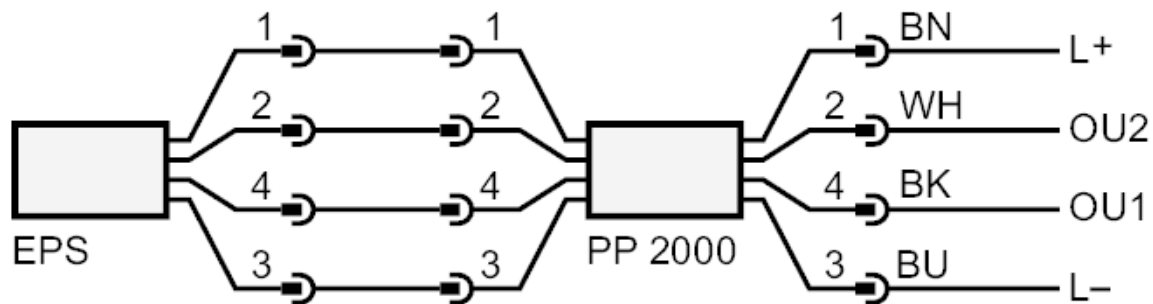 1 1 1 BN L+
2 2 2 WH OU2
4 4 4 BK OU1
EPS PP 2000
3 3 3 BU L–